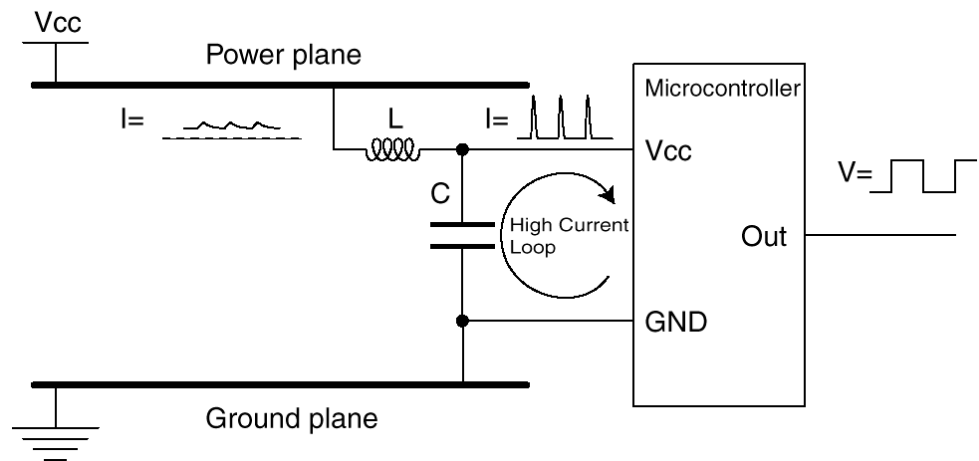 Vcc
Power plane
I=
L
I=
Microcontroller
Vcc
V=
C
High Current
Loop
Out
GND
Ground plane